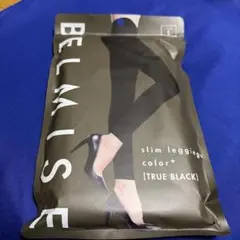 BELMISE
slim leggings
color+
[TRUE BLACK]